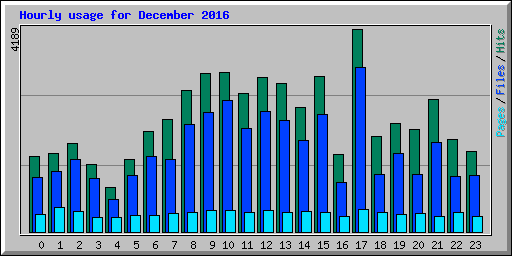 Hourly usage for December 2016
4189
Pages / Files / Hits
0 1 2 3 4 5 6 7 8 9 10 11 12 13 14 15 16 17 18 19 20 21 22 23